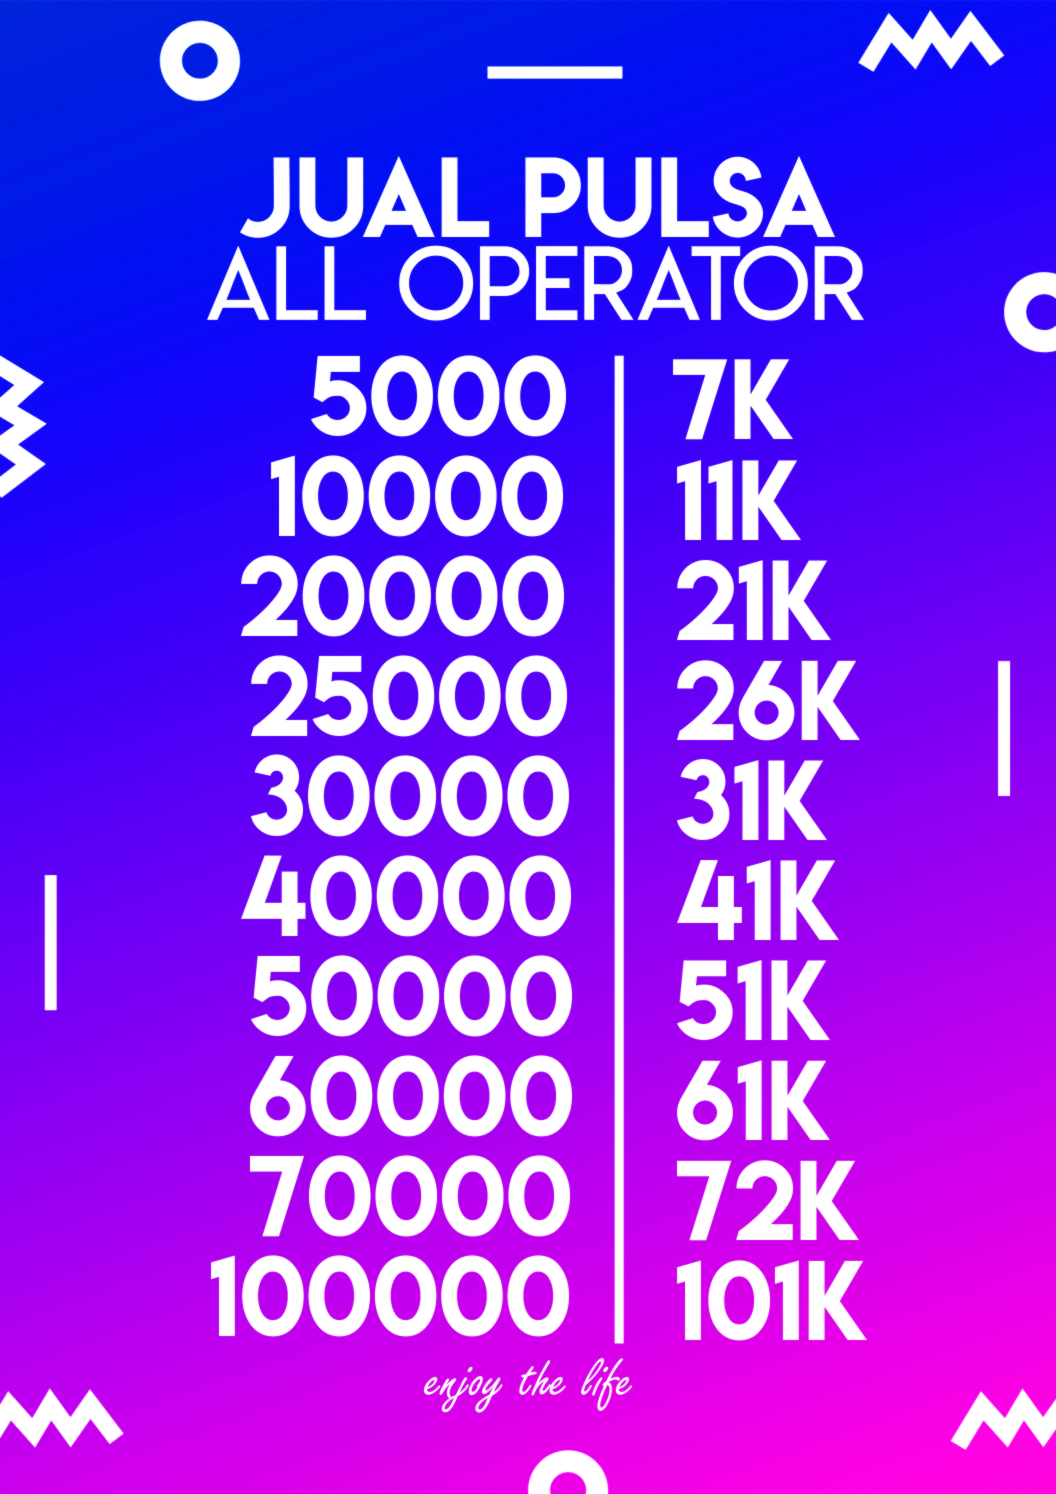 JUAL PULSA
ALL OPERATOR
5000 7K
10000 11K
20000 21K
25000 26K
30000 31K
40000 41K
50000 51K
60000 61K
70000 72K
100000 101K
enjoy the life